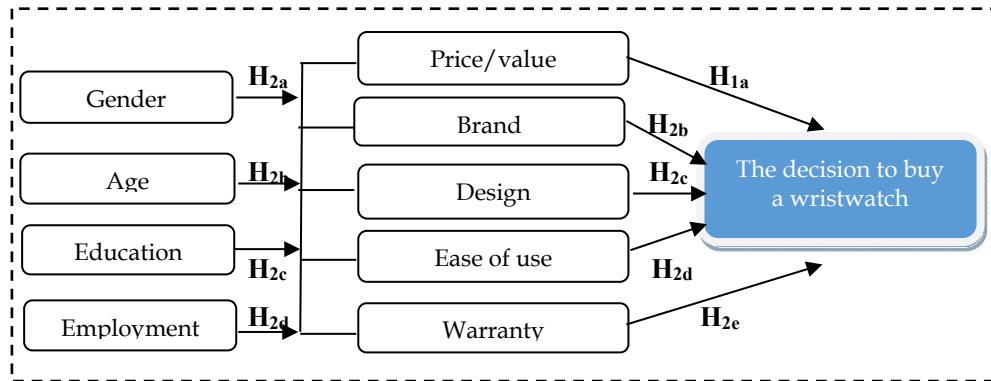 Price/value
H2a
H1a
Gender
Brand
H2b
The decision to buy
a wristwatch
H2b
Age
Design
H2c
Education
Ease of use
H2c
H2d
Employment
H2d
Warranty
H2e